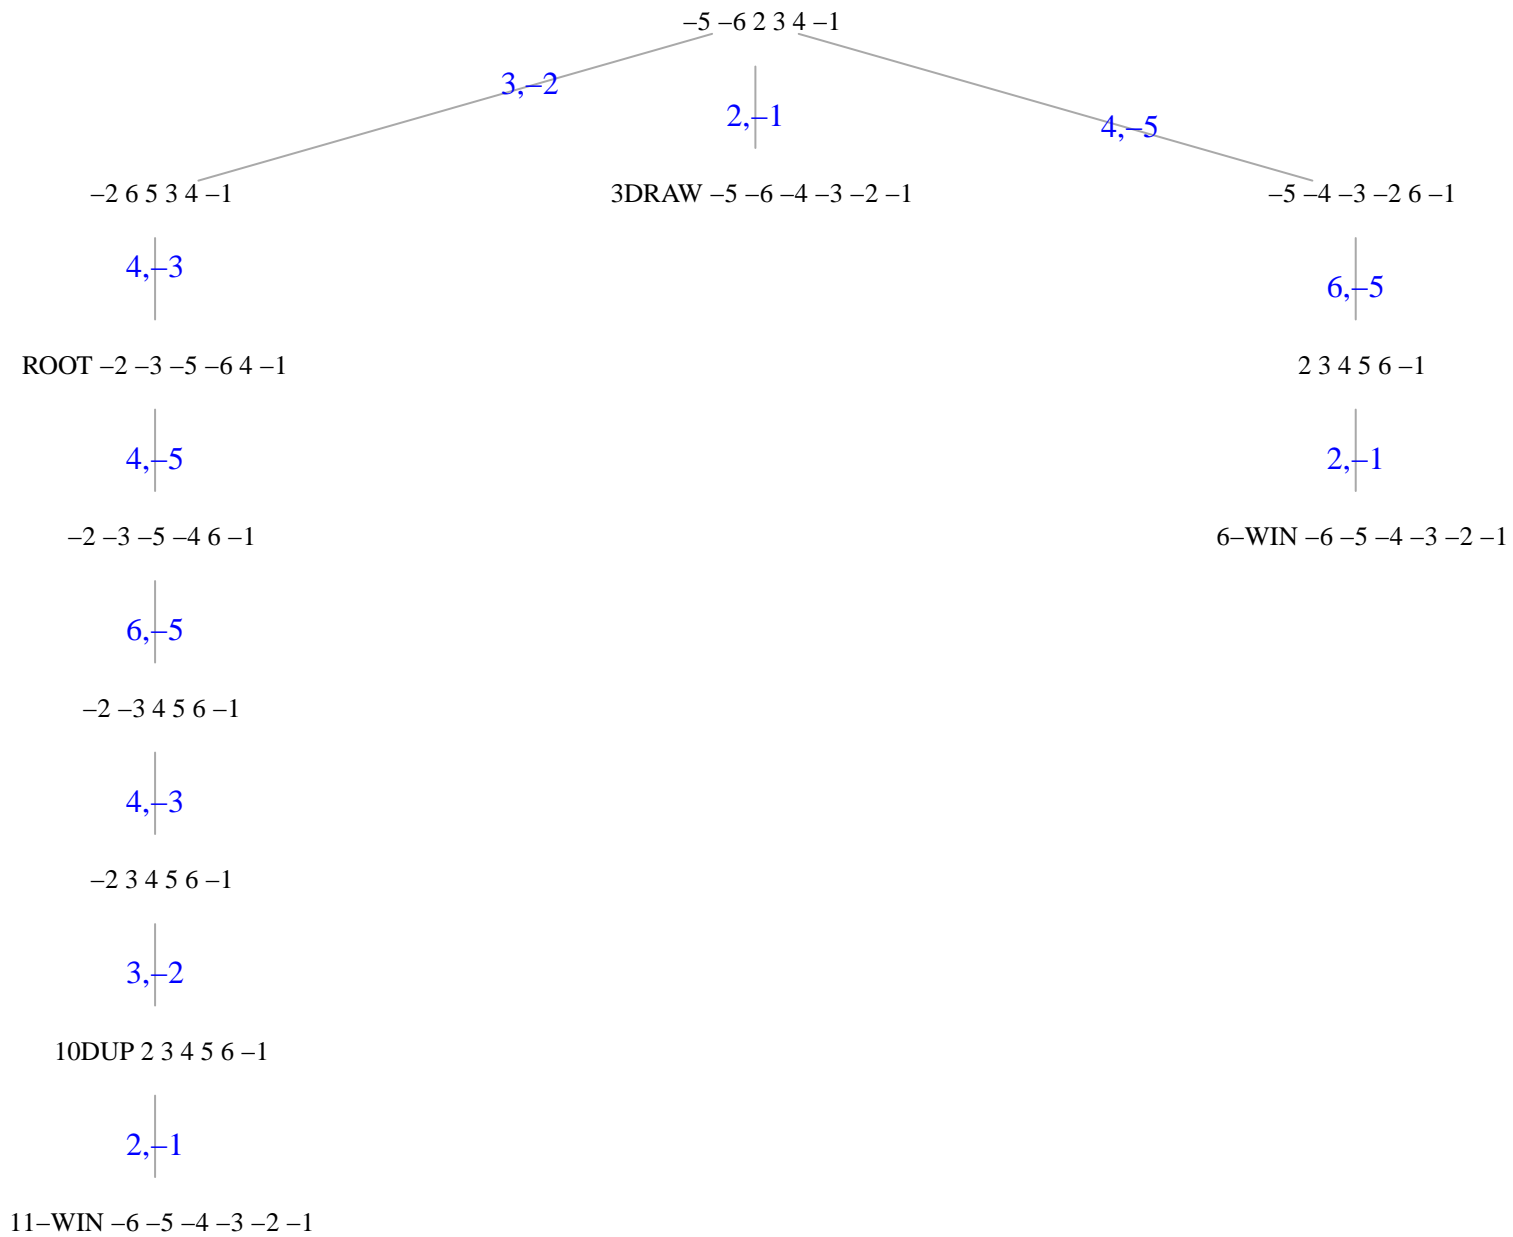 –5 –6 2 3 4 –1
3,–2
2,–1
4,–5
–2 6 5 3 4 –1
3DRAW –5 –6 –4 –3 –2 –1
–5 –4 –3 –2 6 –1
4,–3
6,–5
ROOT –2 –3 –5 –6 4 –1
2 3 4 5 6 –1
4,–5
2,–1
–2 –3 –5 –4 6 –1
6–WIN –6 –5 –4 –3 –2 –1
6,–5
–2 –3 4 5 6 –1
4,–3
–2 3 4 5 6 –1
3,–2
10DUP 2 3 4 5 6 –1
2,–1
11–WIN –6 –5 –4 –3 –2 –1